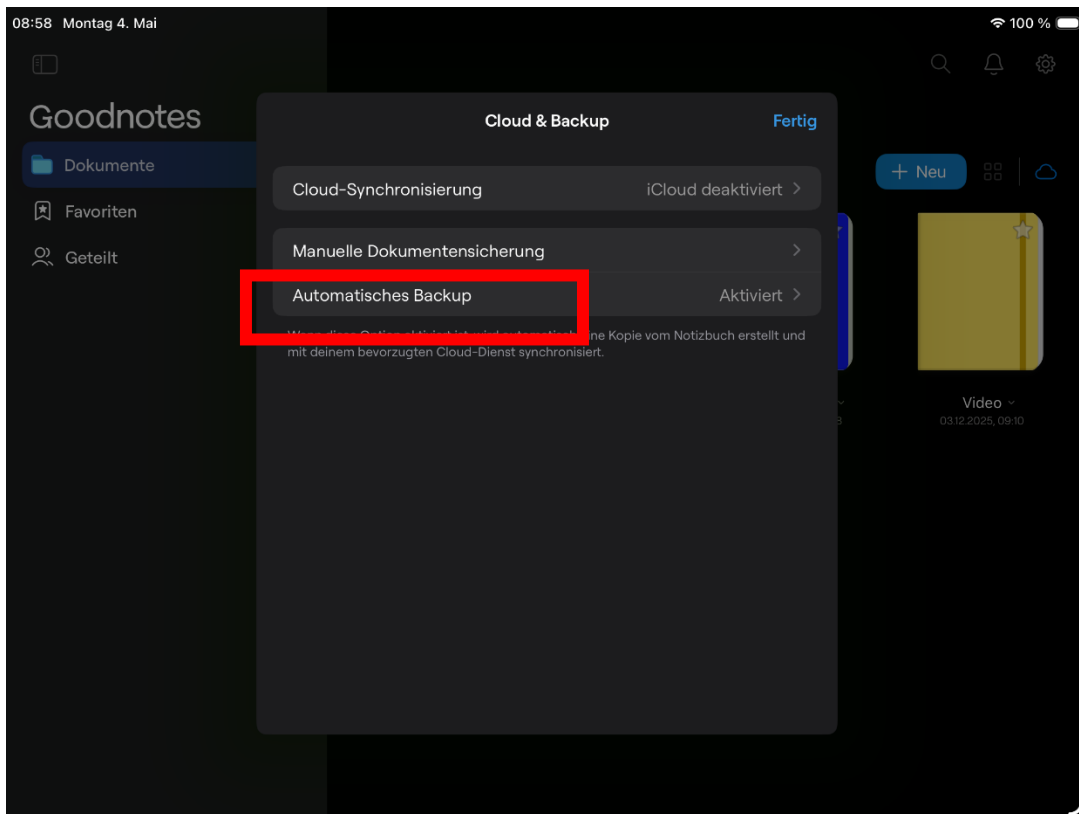 08:58 Montag 4. Mai
100 %
Goodnotes
Dokumente
Favoriten
Geteilt
Cloud & Backup
Fertig
Cloud-Synchronisierung
iCloud deaktiviert
Manuelle Dokumentensicherung
Automatisches Backup
Aktiviert
Kopie vom Notizbuch erstellt und
mit deinem bevorzugten Cloud-Dienst synchronisiert.
Neu
Video
03.12.2025, 09:10